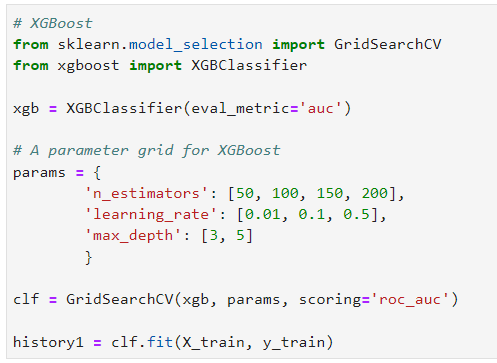 # XGBoost
from sklearn.model_selection import GridSearchCV
from xgboost import XGBClassifier

xgb = XGBClassifier(eval_metric='auc')

# A parameter grid for XGBoost
params = {
        'n_estimators': [50, 100, 150, 200],
        'learning_rate': [0.01, 0.1, 0.5],
        'max_depth': [3, 5]
        }

clf = GridSearchCV(xgb, params, scoring='roc_auc')

history1 = clf.fit(X_train, y_train)